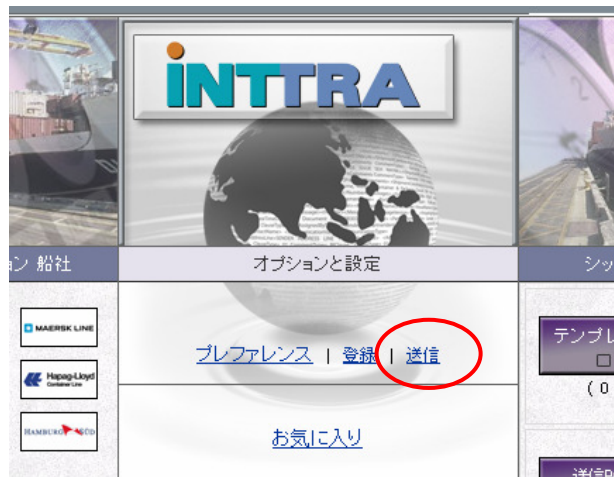 INTTRA
ン 船社
オプションと設定
シッ
MAERSK LINE
Hapag-Lloyd
Container Line
HAMBURG SÜD
プレファレンス | 登録 | 送信
お気に入り
テンプレ
( 0
送信